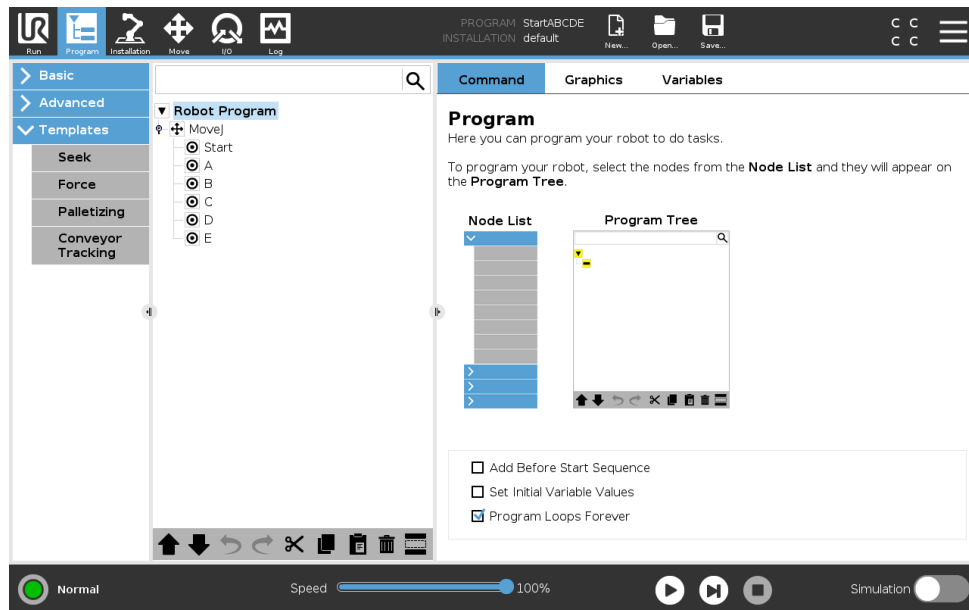 UR
Run
Program
Installation
Move
I/O
Log
PROGRAM StartABCDE
INSTALLATION default
New...
Open...
Save...
C C
C C
Basic
Advanced
Templates
Seek
Force
Palletizing
Conveyor
Tracking
Robot Program
MoveJ
Start
A
B
C
D
E
Command
Graphics
Variables
Program
Here you can program your robot to do tasks.
To program your robot, select the nodes from the Node List and they will appear on
the Program Tree.
Node List
Program Tree
Add Before Start Sequence
Set Initial Variable Values
Program Loops Forever
Normal
Speed
100%
Simulation